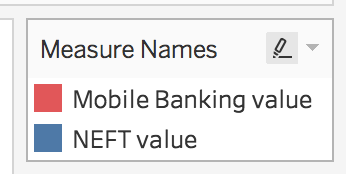 Measure Names
Mobile Banking value
NEFT value